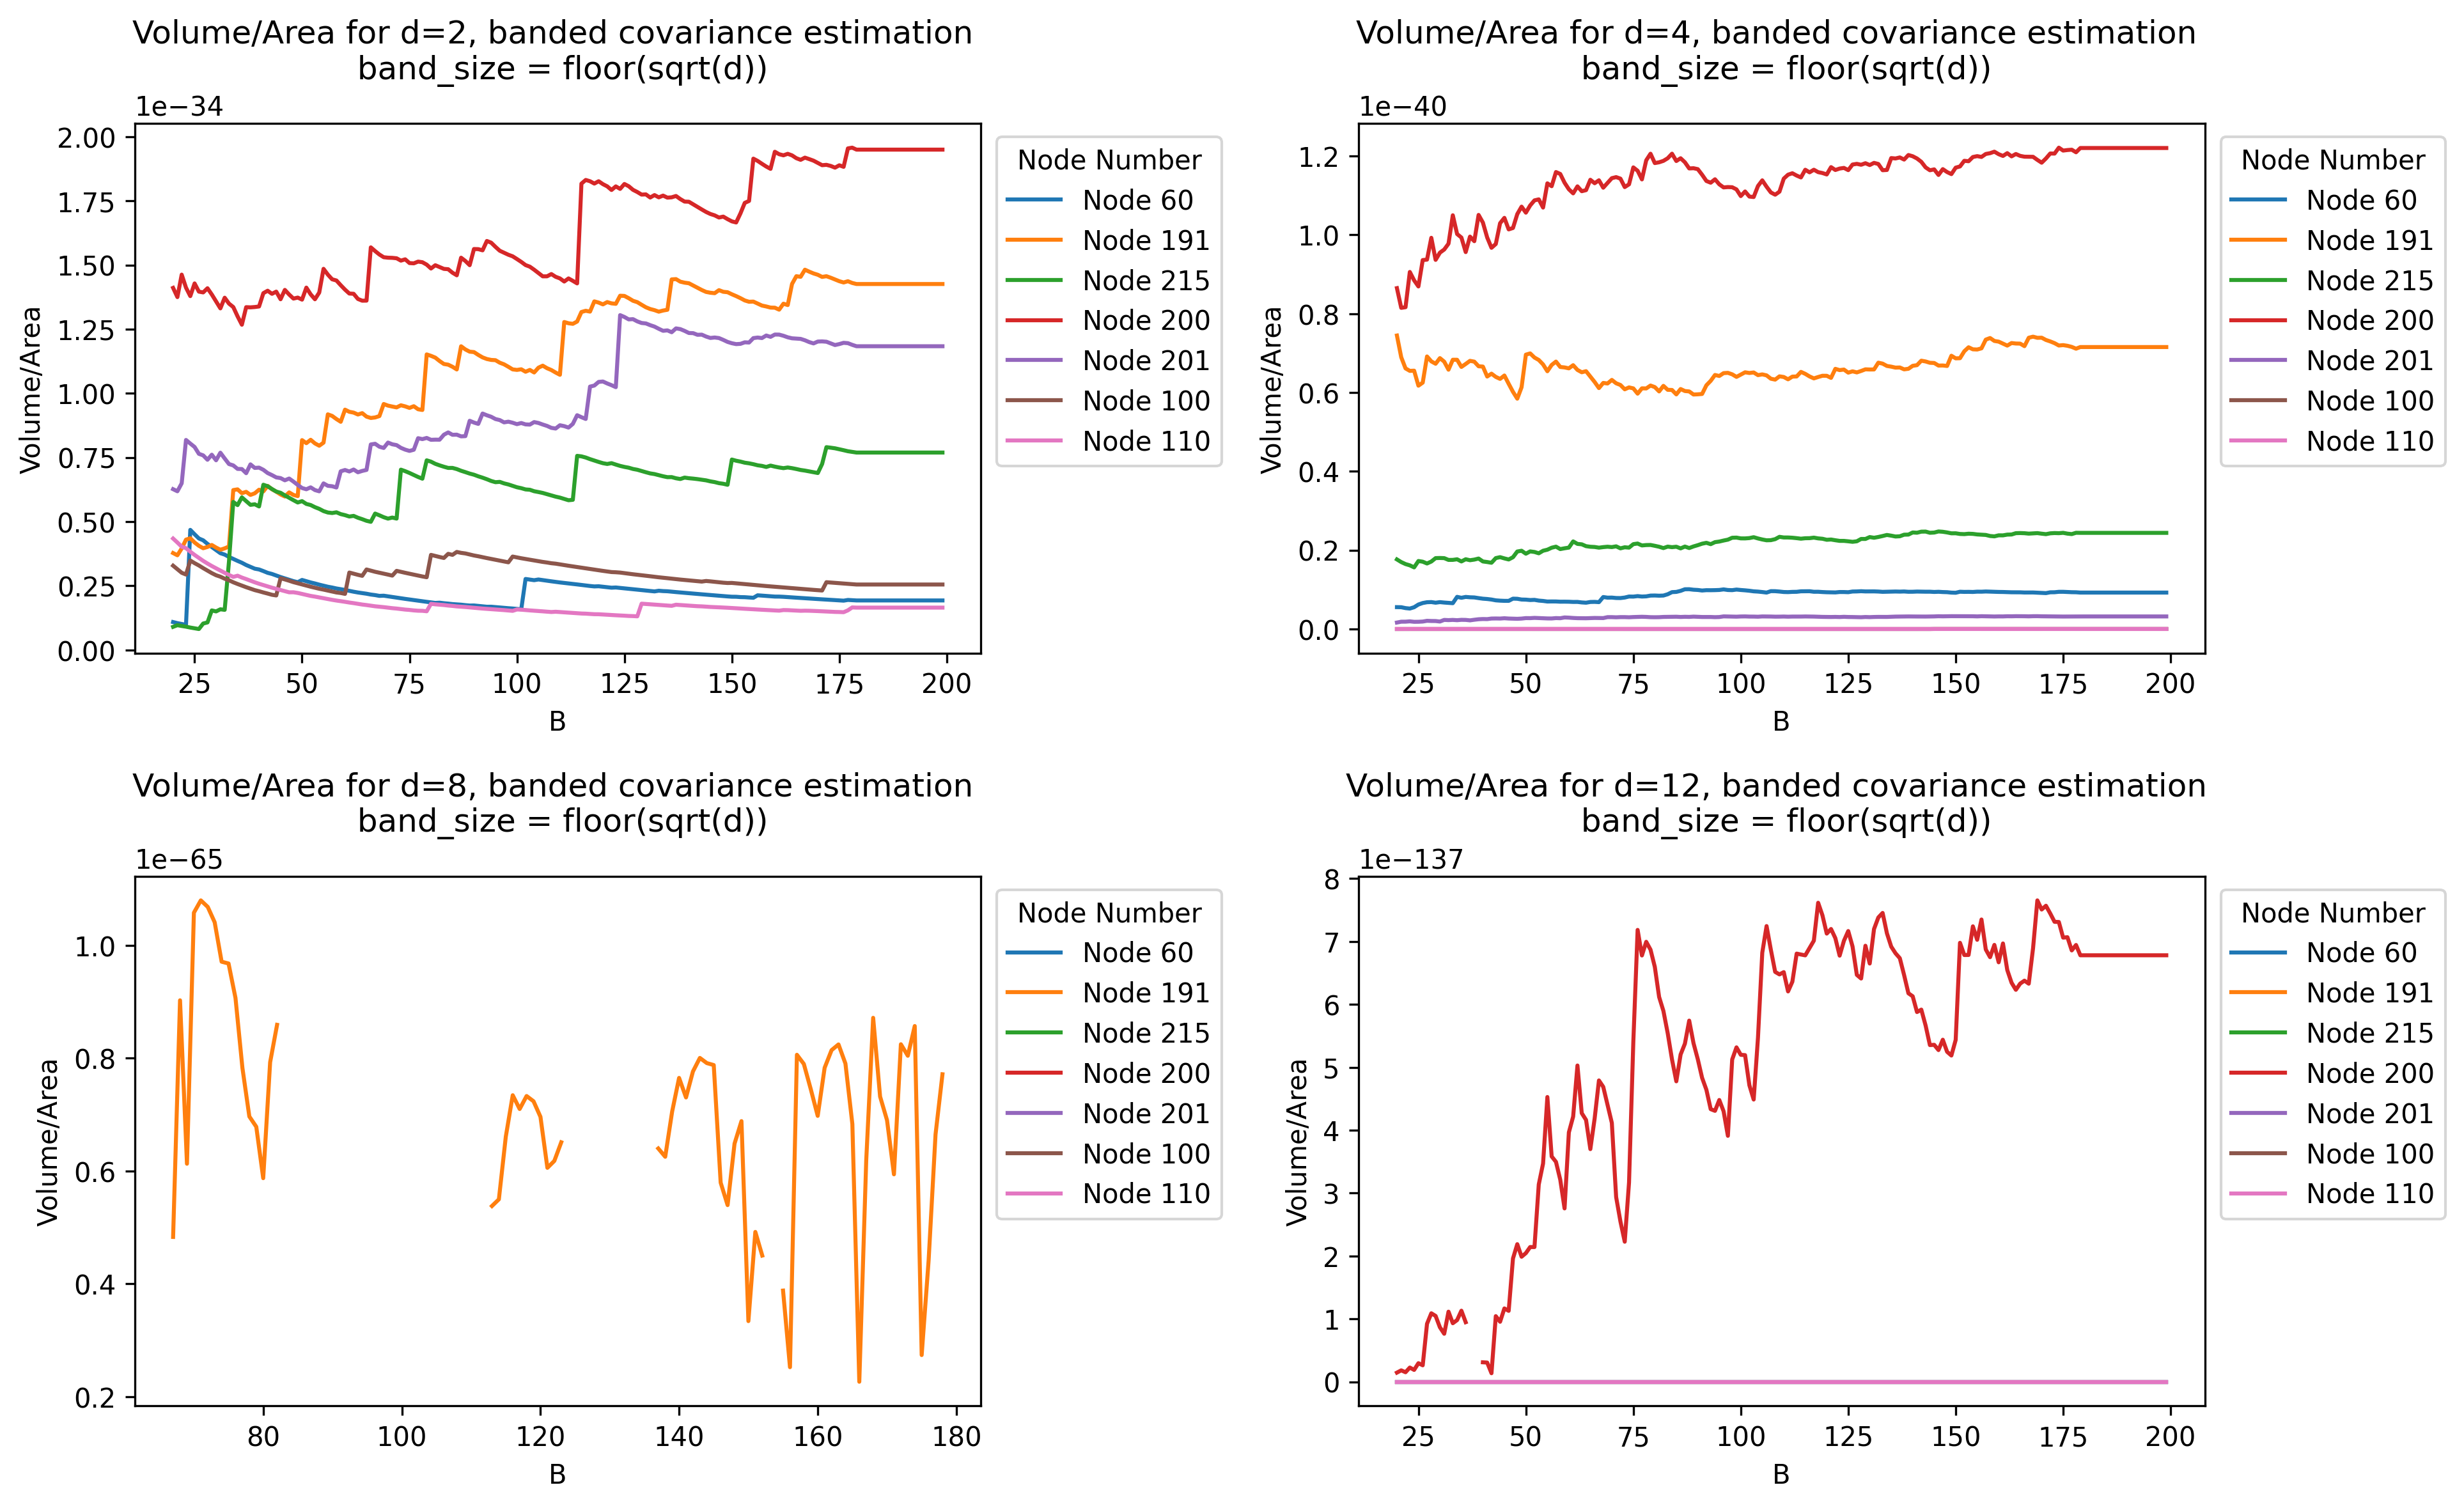 Volume/Area for d=2, banded covariance estimation
band_size = floor(sqrt(d))
1e−34
2.00
1.75
1.50
1.25
1.00
0.75
0.50
0.25
0.00
Volume/Area
25 50 75 100 125 150 175 200
B
Node Number
Node 60
Node 191
Node 215
Node 200
Node 201
Node 100
Node 110
Volume/Area for d=4, banded covariance estimation
band_size = floor(sqrt(d))
1e−40
1.2
1.0
0.8
0.6
0.4
0.2
0.0
Volume/Area
25 50 75 100 125 150 175 200
B
Node Number
Node 60
Node 191
Node 215
Node 200
Node 201
Node 100
Node 110
Volume/Area for d=8, banded covariance estimation
band_size = floor(sqrt(d))
1e−65
1.0
0.8
0.6
0.4
0.2
Volume/Area
80 100 120 140 160 180
B
Node Number
Node 60
Node 191
Node 215
Node 200
Node 201
Node 100
Node 110
Volume/Area for d=12, banded covariance estimation
band_size = floor(sqrt(d))
1e−137
8
7
6
5
4
3
2
1
0
Volume/Area
25 50 75 100 125 150 175 200
B
Node Number
Node 60
Node 191
Node 215
Node 200
Node 201
Node 100
Node 110